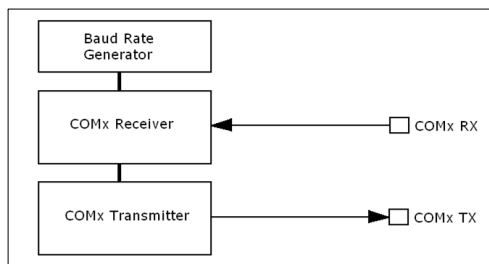 Baud Rate
Generator
COMx Receiver
COMx RX
COMx Transmitter
COMx TX